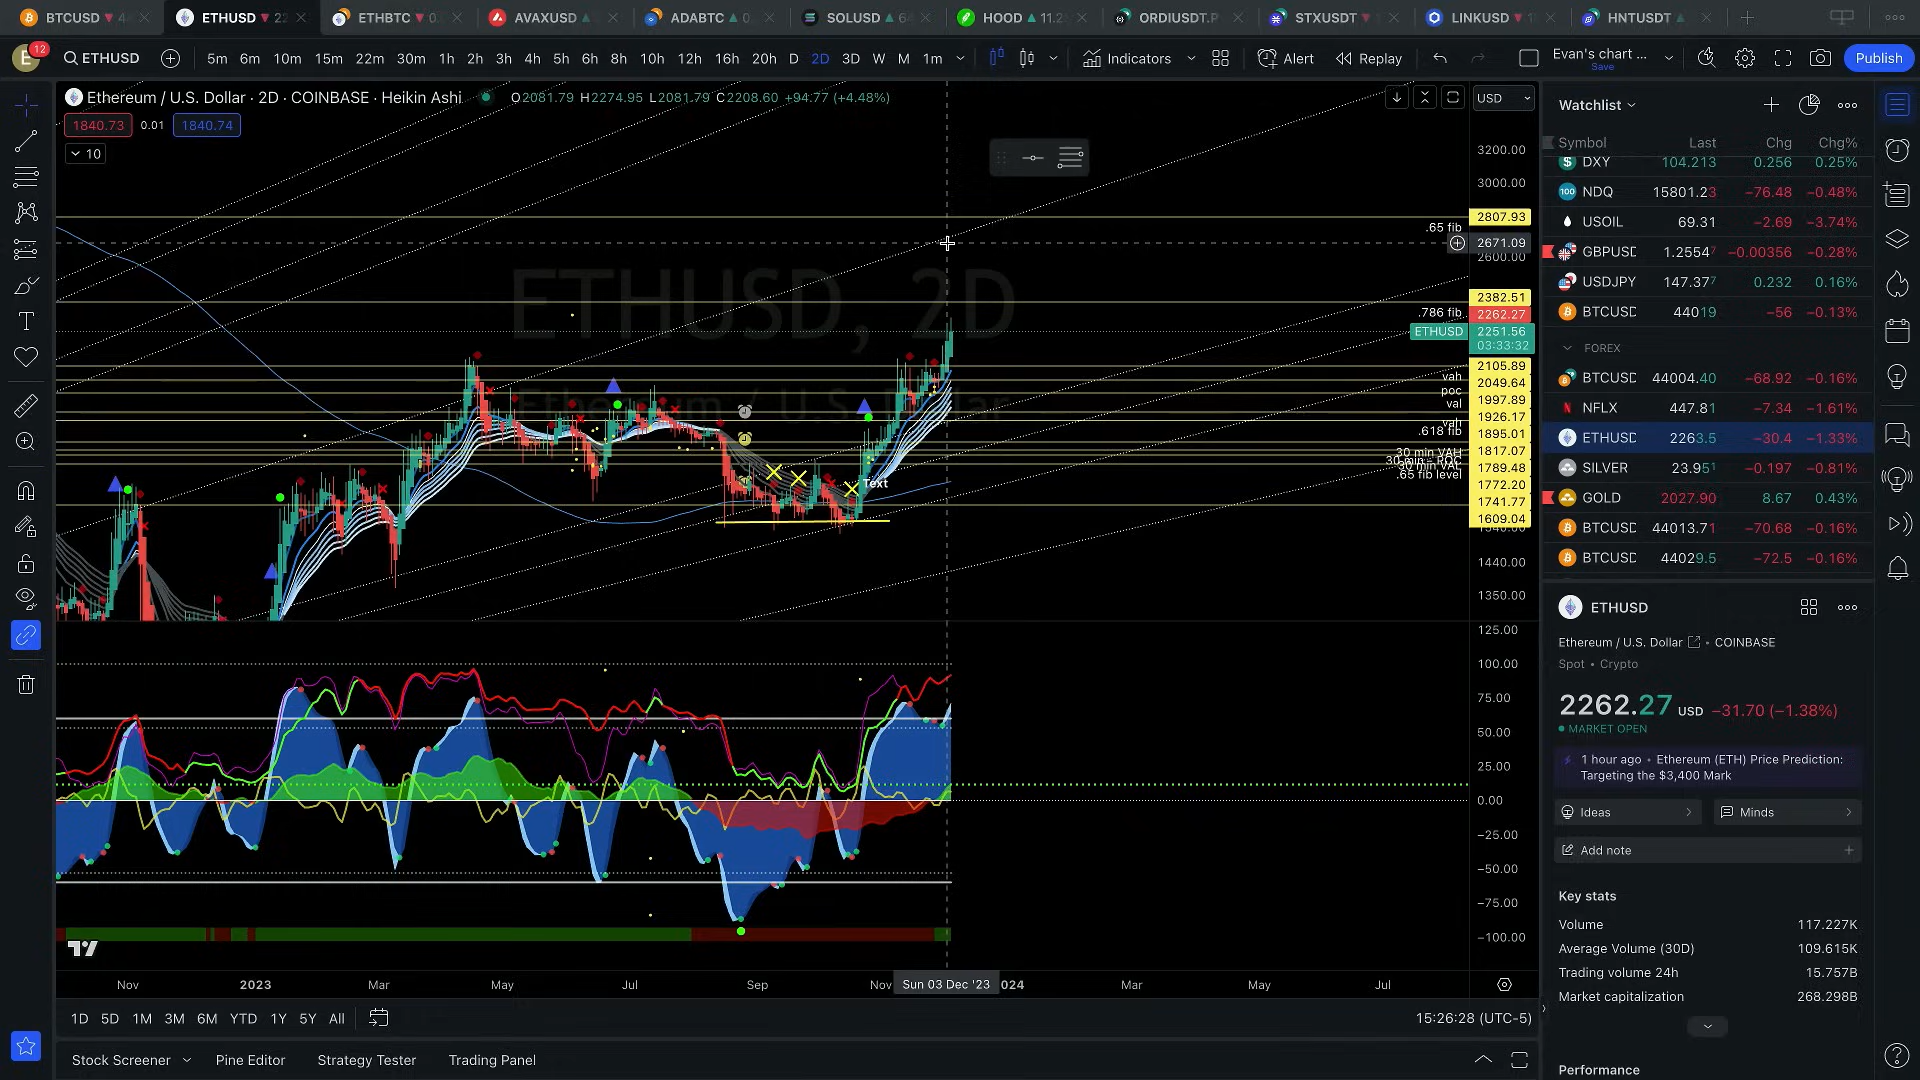 BTCUSD
ETHUSD
ETHBTC
AVAXUSD
ADABTC
SOLUSD
HOOD
ORDIUSDT.P
STXUSDT
LINKUSD
HNTUSDT
E 12
ETHUSD
5m 6m 10m 15m 22m 30m 1h 2h 3h 4h 5h 6h 8h 10h 12h 16h 20h D 2D 3D W M 1m
Indicators
Alert
Replay
Evan's chart ...
Save
Publish
Ethereum / U.S. Dollar · 2D · COINBASE · Heikin Ashi
O2081.79 H2274.95 L2081.79 C2208.60 +94.77 (+4.48%)
1840.73 0.01 1840.74
10
USD
ETHUSD, 2D
Ethereum / U.S. Dollar
Text
3200.00
3000.00
2807.93
.65 fib
2671.09
2600.00
2382.51
.786 fib
2262.27
ETHUSD 2251.56
03:33:32
2105.89
vah
2049.64
poc
1997.89
val
1926.17
vah
.618 fib
1895.01
30 min VAH
1817.07
30 min POC
30 min VAL
1789.48
.65 fib level
1772.20
1741.77
1609.04
1440.00
1350.00
125.00
100.00
75.00
50.00
25.00
0.00
−25.00
−50.00
−75.00
−100.00
Nov 2023 Mar May Jul Sep Nov Sun 03 Dec '23 024 Mar May Jul
1D 5D 1M 3M 6M YTD 1Y 5Y All
15:26:28 (UTC-5)
Stock Screener
Pine Editor
Strategy Tester
Trading Panel
Watchlist
Symbol Last Chg Chg%
DXY 104.213 0.256 0.25%
NDQ 15801.23 −76.48 −0.48%
USOIL 69.31 −2.69 −3.74%
GBPUSD 1.25547 −0.00356 −0.28%
USDJPY 147.377 0.232 0.16%
BTCUSD 44019 −56 −0.13%
FOREX
BTCUSD 44004.40 −68.92 −0.16%
NFLX 447.81 −7.34 −1.61%
ETHUSD 2263.5 −30.4 −1.33%
SILVER 23.951 −0.197 −0.81%
GOLD 2027.90 8.67 0.43%
BTCUSD 44013.71 −70.68 −0.16%
BTCUSD 44029.5 −72.5 −0.16%
ETHUSD
Ethereum / U.S. Dollar • COINBASE
Spot • Crypto
2262.27 USD −31.70 (−1.38%)
MARKET OPEN
1 hour ago • Ethereum (ETH) Price Prediction:
Targeting the $3,400 Mark
Ideas
Minds
Add note
Key stats
Volume 117.227K
Average Volume (30D) 109.615K
Trading volume 24h 15.757B
Market capitalization 268.298B
Performance